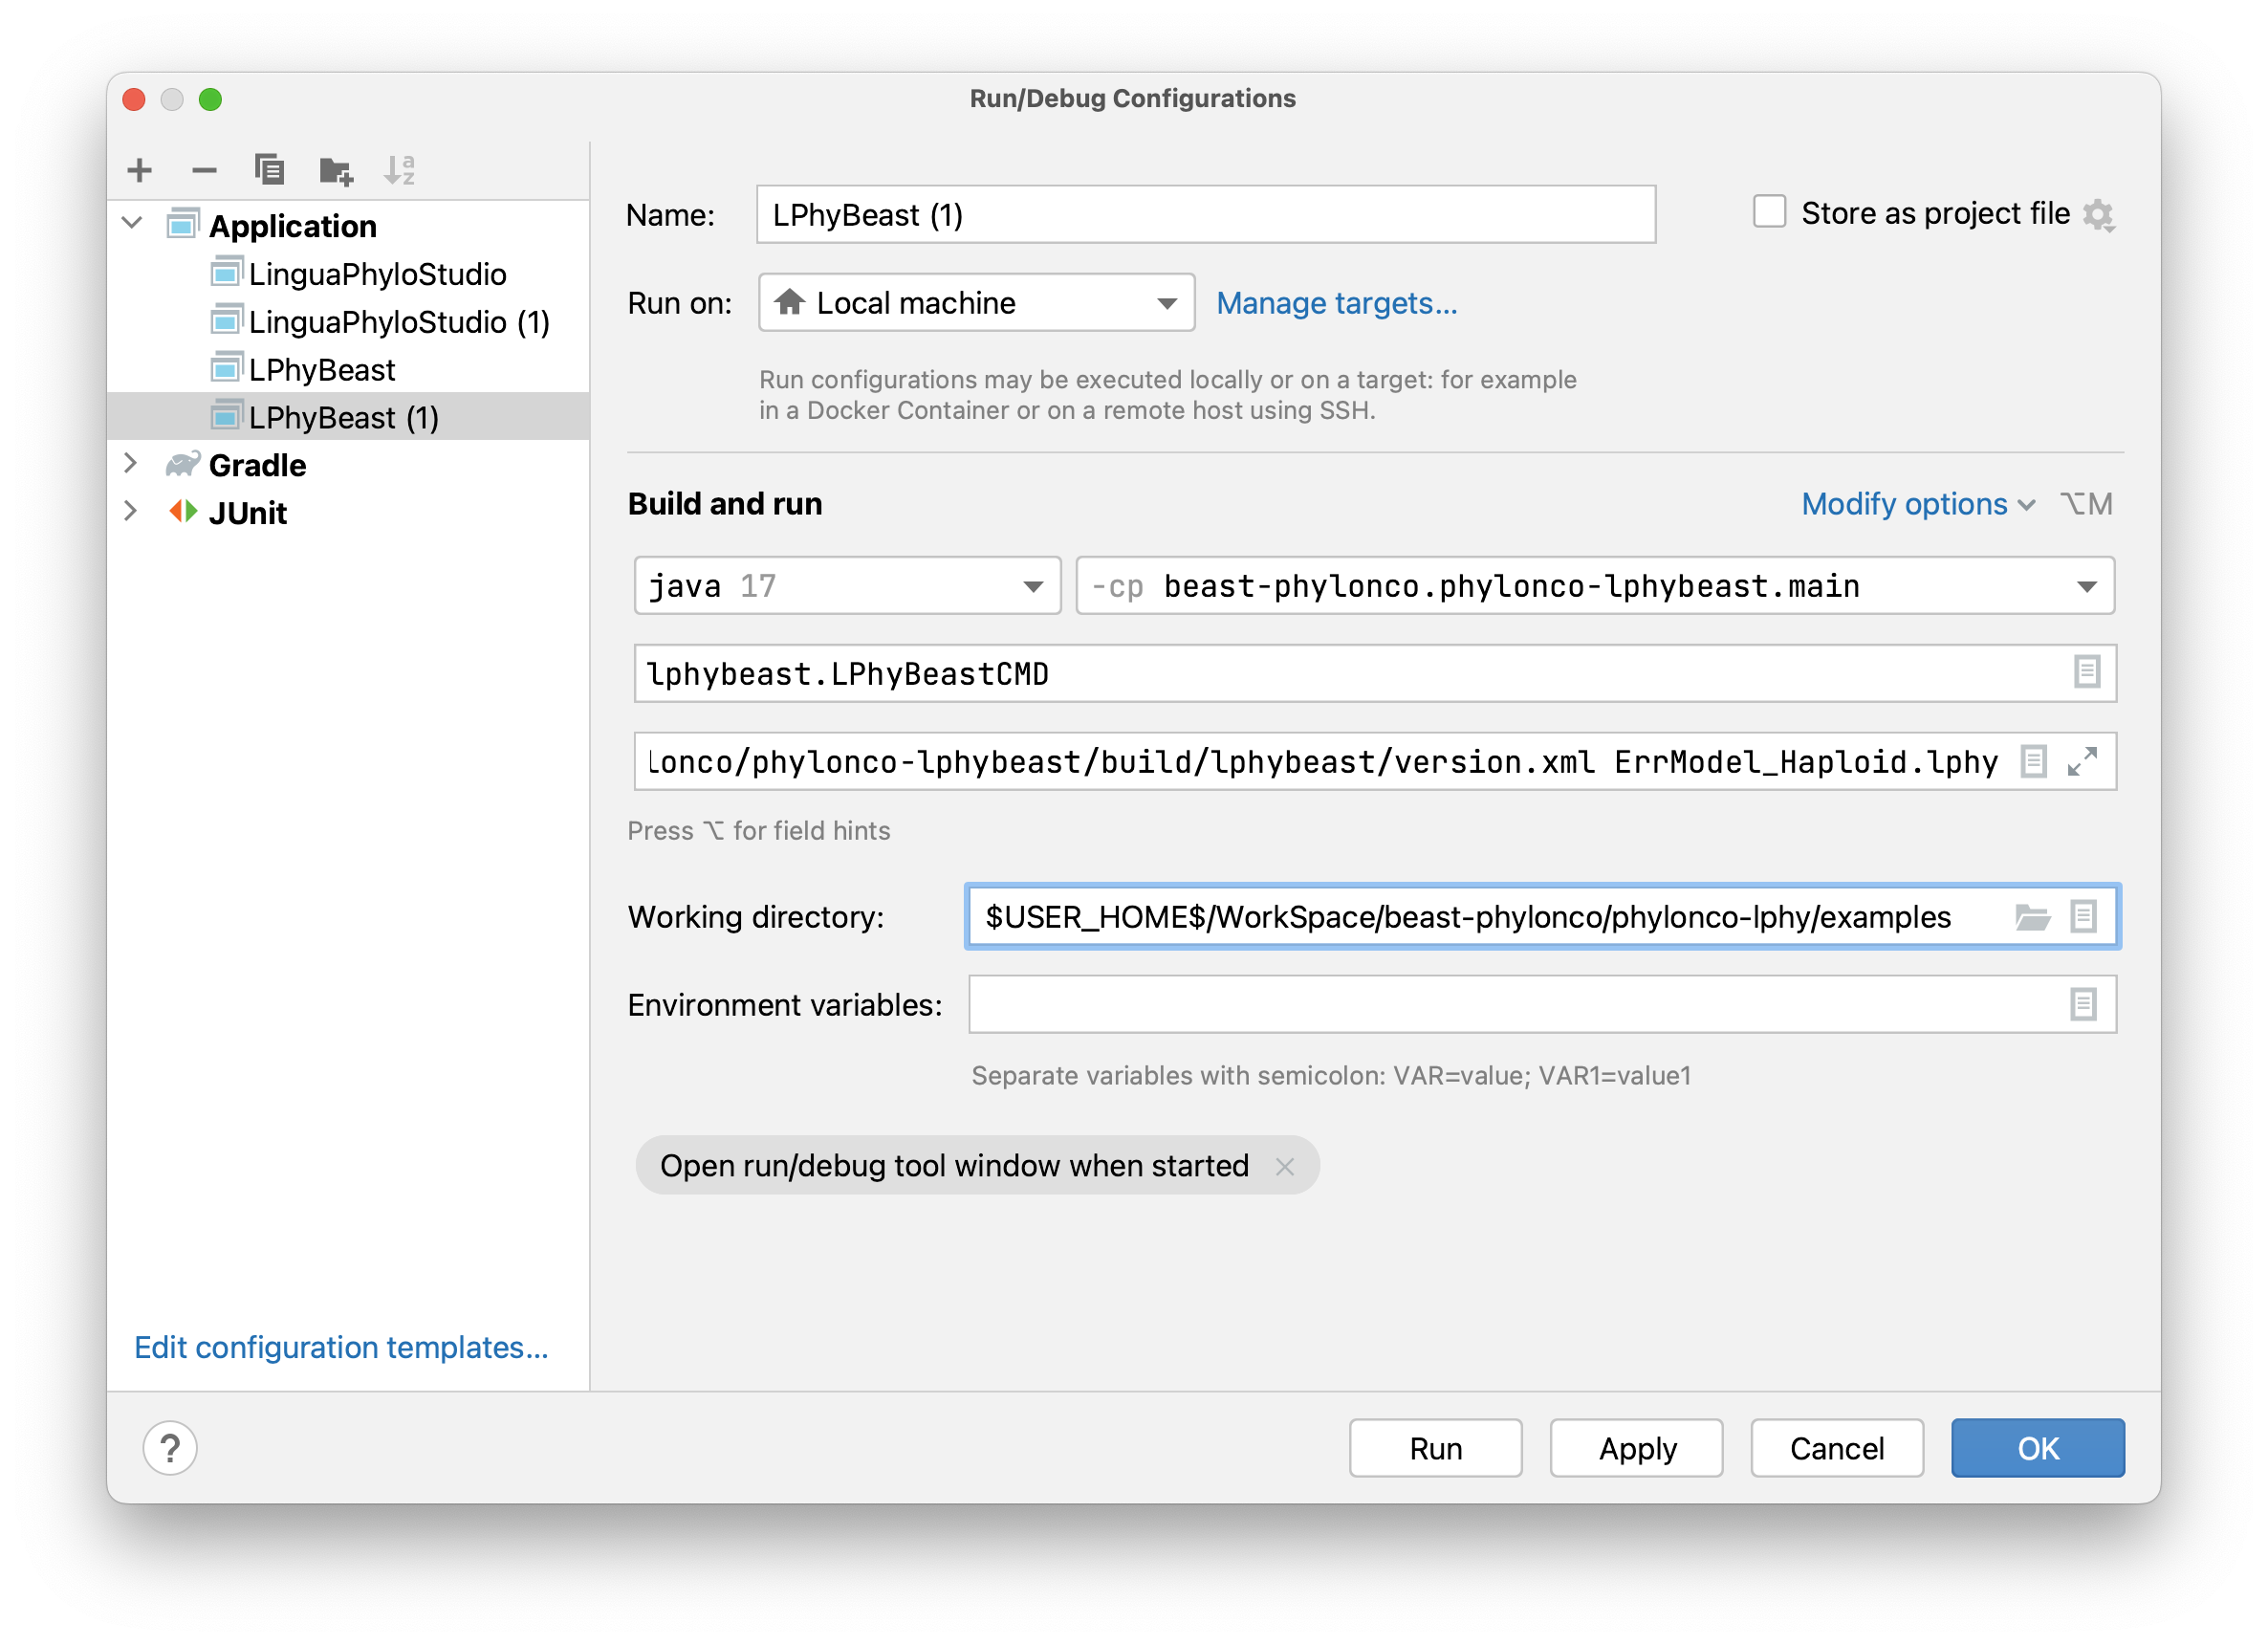 Run/Debug Configurations
Application
LinguaPhyloStudio
LinguaPhyloStudio (1)
LPhyBeast
LPhyBeast (1)
Gradle
JUnit
Edit configuration templates...
Name: LPhyBeast (1) Store as project file
Run on: Local machine Manage targets...
Run configurations may be executed locally or on a target: for example
in a Docker Container or on a remote host using SSH.
Build and run Modify options ⌥M
java 17 -cp beast-phylonco.phylonco-lphybeast.main
lphybeast.LPhyBeastCMD
lonco/phylonco-lphybeast/build/lphybeast/version.xml ErrModel_Haploid.lphy
Press ⌥ for field hints
Working directory: $USER_HOME$/WorkSpace/beast-phylonco/phylonco-lphy/examples
Environment variables:
Separate variables with semicolon: VAR=value; VAR1=value1
Open run/debug tool window when started ×
? Run Apply Cancel OK